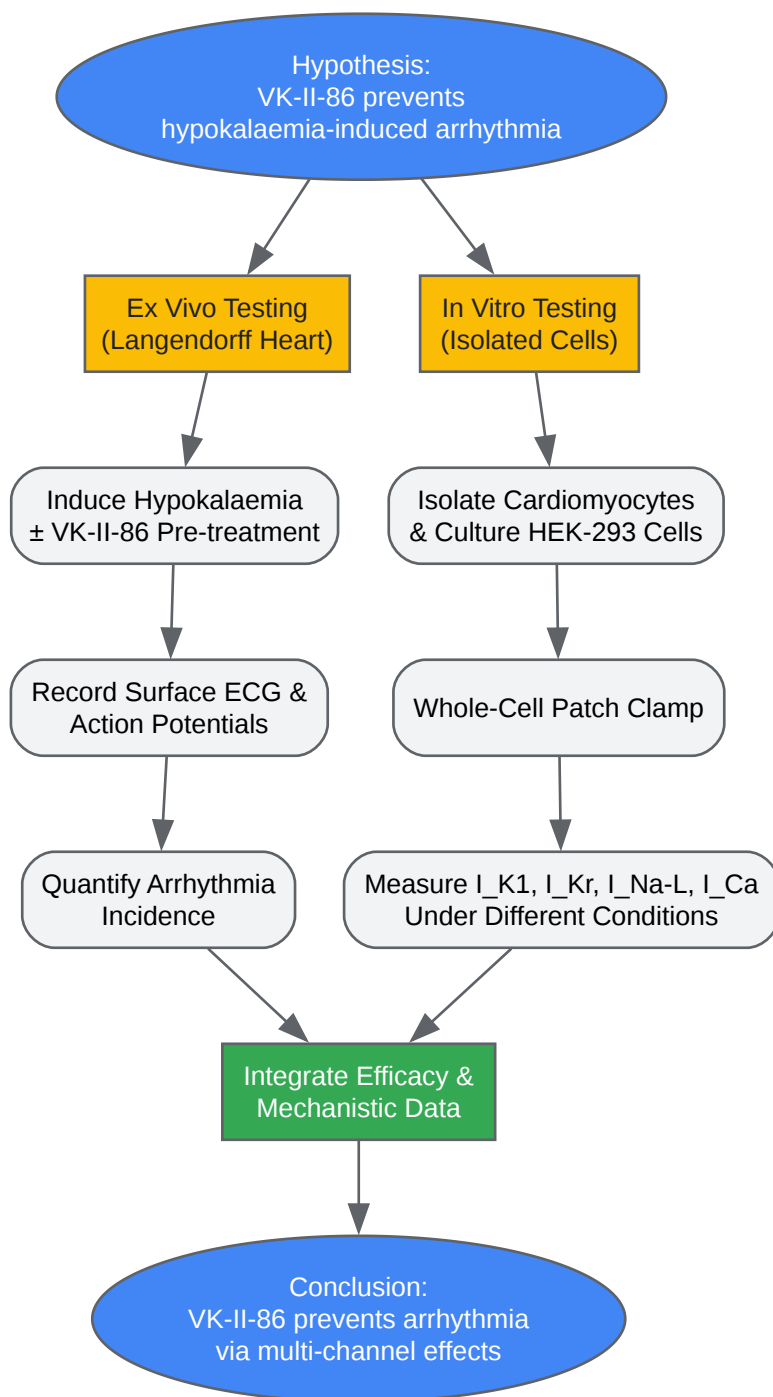 Hypothesis:
VK-II-86 prevents
hypokalaemia-induced arrhythmia
Ex Vivo Testing
(Langendorff Heart)
In Vitro Testing
(Isolated Cells)
Induce Hypokalaemia
± VK-II-86 Pre-treatment
Isolate Cardiomyocytes
& Culture HEK-293 Cells
Record Surface ECG &
Action Potentials
Whole-Cell Patch Clamp
Quantify Arrhythmia
Incidence
Measure I_K1, I_Kr, I_Na-L, I_Ca
Under Different Conditions
Integrate Efficacy &
Mechanistic Data
Conclusion:
VK-II-86 prevents arrhythmia
via multi-channel effects